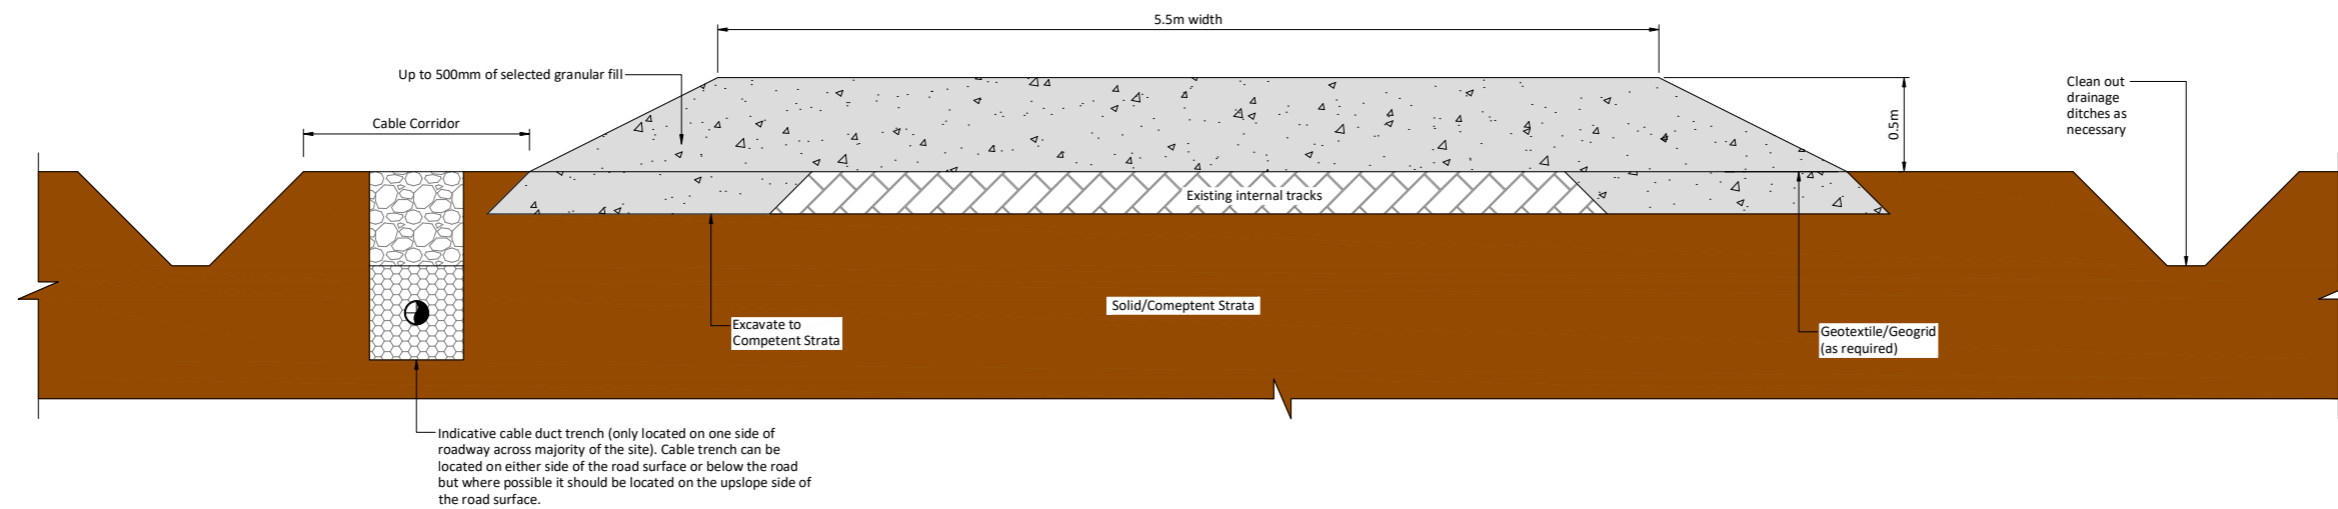 5.5m width
Up to 500mm of selected granular fill
Cable Corridor
0.5m
Clean out
drainage
ditches as
necessary
Existing internal tracks
Solid/Comeptent Strata
Excavate to
Competent Strata
Geotextile/Geogrid
(as required)
Indicative cable duct trench (only located on one side of
roadway across majority of the site). Cable trench can be
located on either side of the road surface or below the road
but where possible it should be located on the upslope side of
the road surface.